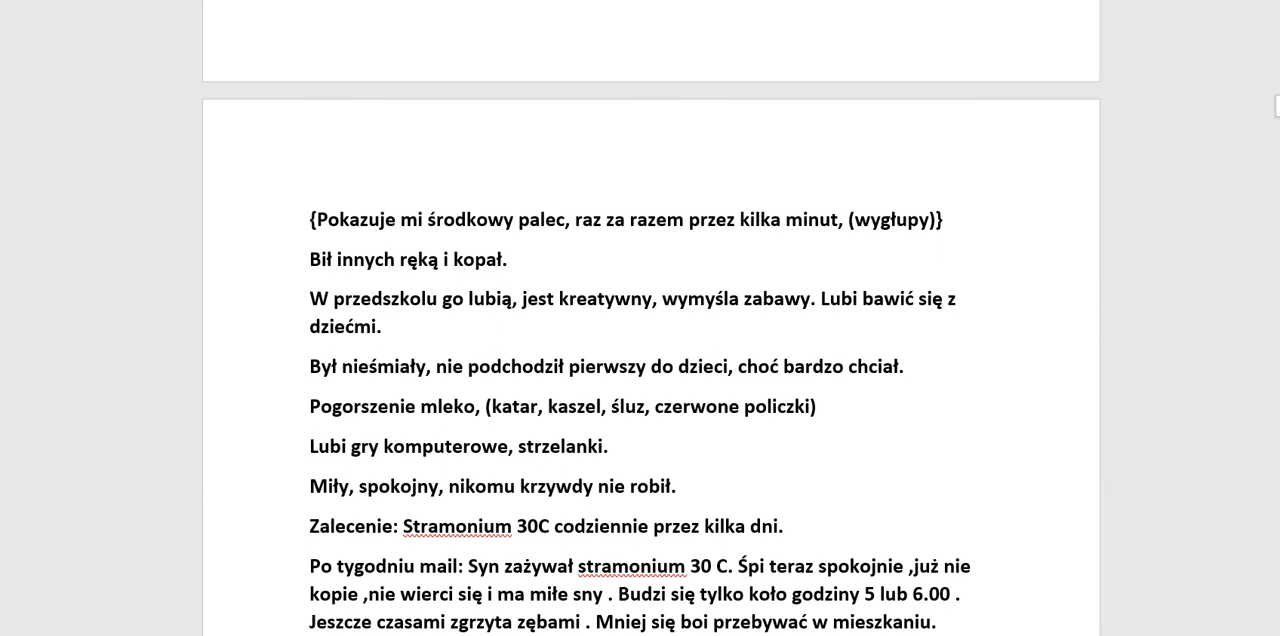 {Pokazuje mi środkowy palec, raz za razem przez kilka minut, (wygłupy)}
Bił innych ręką i kopał.
W przedszkolu go lubią, jest kreatywny, wymyśla zabawy. Lubi bawić się z
dziećmi.
Był nieśmiały, nie podchodził pierwszy do dzieci, choć bardzo chciał.
Pogorszenie mleko, (katar, kaszel, śluz, czerwone policzki)
Lubi gry komputerowe, strzelanki.
Miły, spokojny, nikomu krzywdy nie robił.
Zalecenie: Stramonium 30C codziennie przez kilka dni.
Po tygodniu mail: Syn zażywał stramonium 30 C. Śpi teraz spokojnie ,już nie
kopie ,nie wierci się i ma miłe sny . Budzi się tylko koło godziny 5 lub 6.00 .
Jeszcze czasami zgrzyta zębami . Mniej się boi przebywać w mieszkaniu.